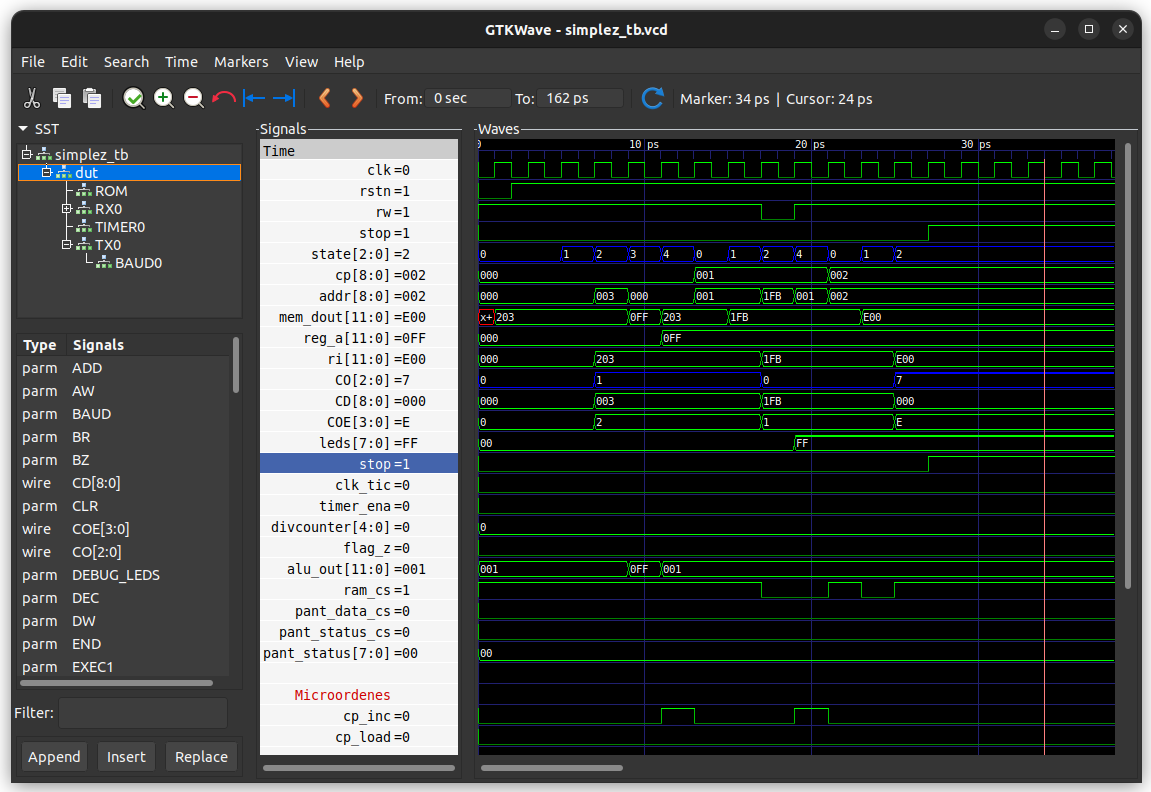 GTKWave - simplez_tb.vcd
File Edit Search Time Markers View Help
From: 0 sec To: 162 ps Marker: 34 ps | Cursor: 24 ps
SST
simplez_tb
dut
ROM
RX0
TIMER0
TX0
BAUD0
Type Signals
parm ADD
parm AW
parm BAUD
parm BR
parm BZ
wire CD[8:0]
parm CLR
wire COE[3:0]
wire CO[2:0]
parm DEBUG_LEDS
parm DEC
parm DW
parm END
parm EXEC1
Filter:
Append Insert Replace
Signals
Time
clk=0
rstn=1
rw=1
stop=1
state[2:0]=2
cp[8:0]=002
addr[8:0]=002
mem_dout[11:0]=E00
reg_a[11:0]=0FF
ri[11:0]=E00
CO[2:0]=7
CD[8:0]=000
COE[3:0]=E
leds[7:0]=FF
stop=1
clk_tic=0
timer_ena=0
divcounter[4:0]=0
flag_z=0
alu_out[11:0]=001
ram_cs=1
pant_data_cs=0
pant_status_cs=0
pant_status[7:0]=00
Microordenes
cp_inc=0
cp_load=0
Waves
0 10 ps 20 ps 30 ps
0 1 2 3 4 0 1 2 4 0 1 2
000 001 002
000 003 000 001 1FB 001 002
x+ 203 0FF 203 1FB E00
000 0FF
000 203 1FB E00
0 1 0 7
000 003 1FB 000
0 2 1 E
00 FF
0
001 0FF 001
00